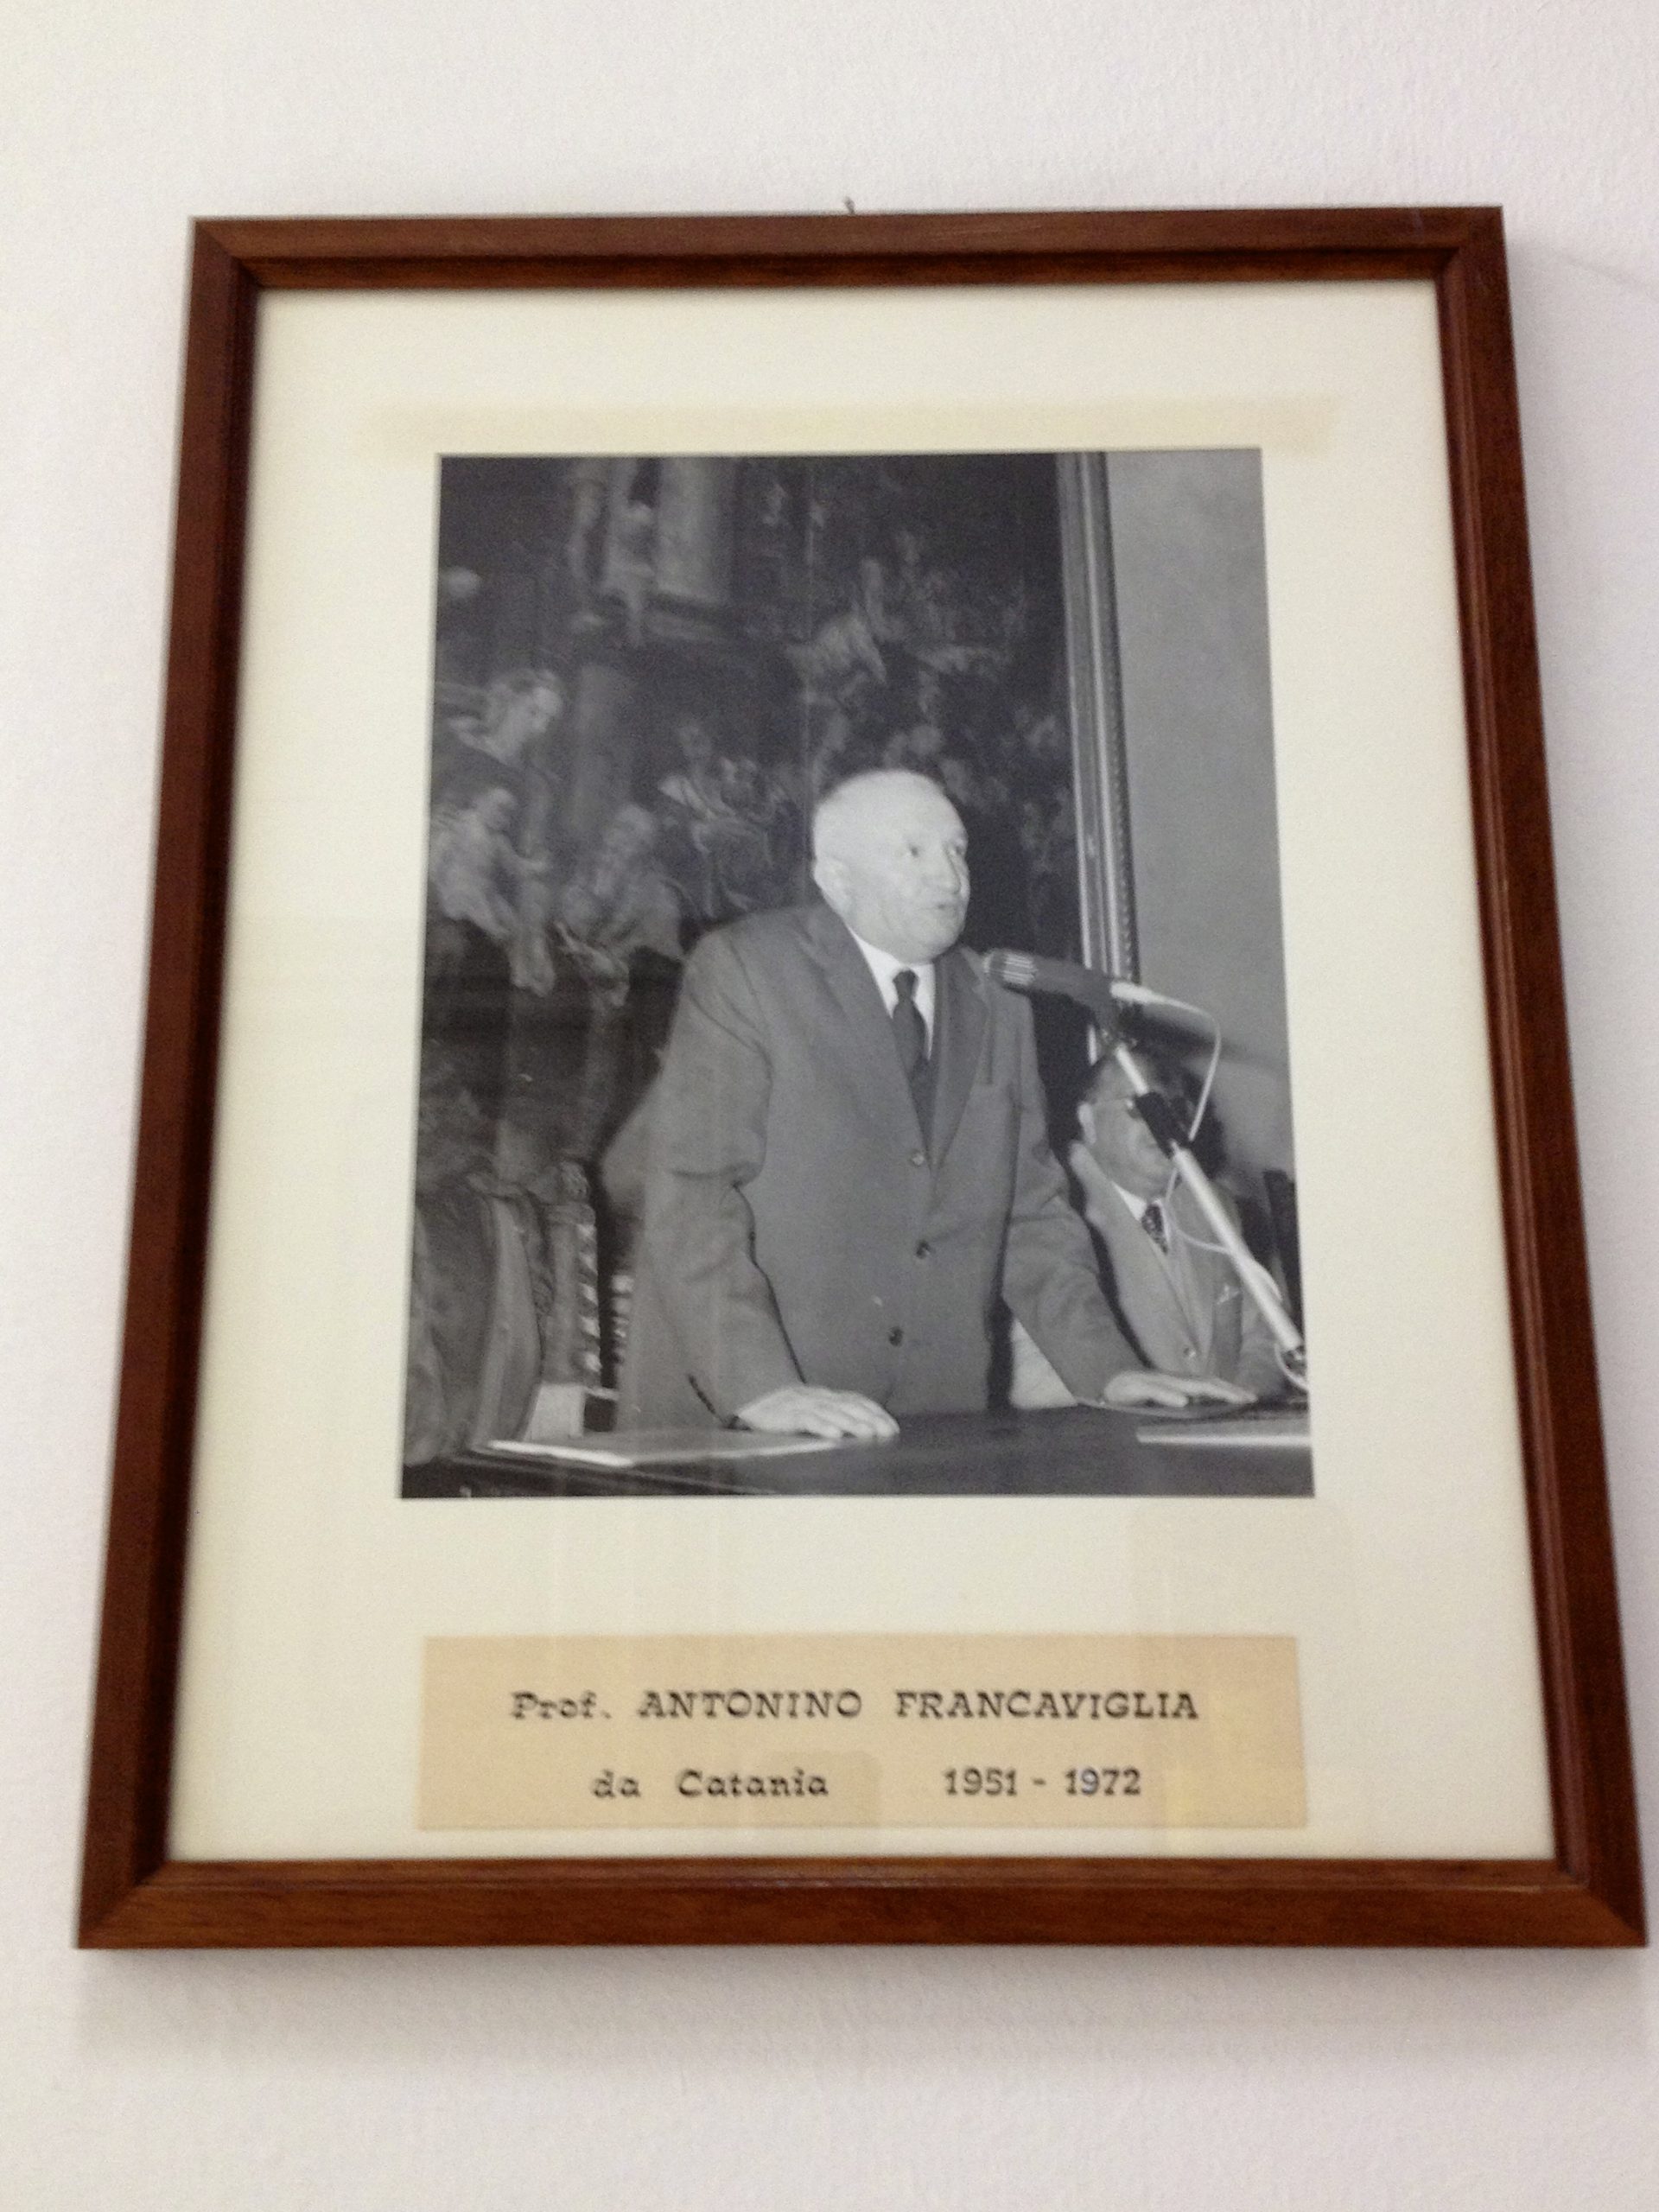 Prof. ANTONINO FRANCAVIGLIA
da Catania 1951 - 1972